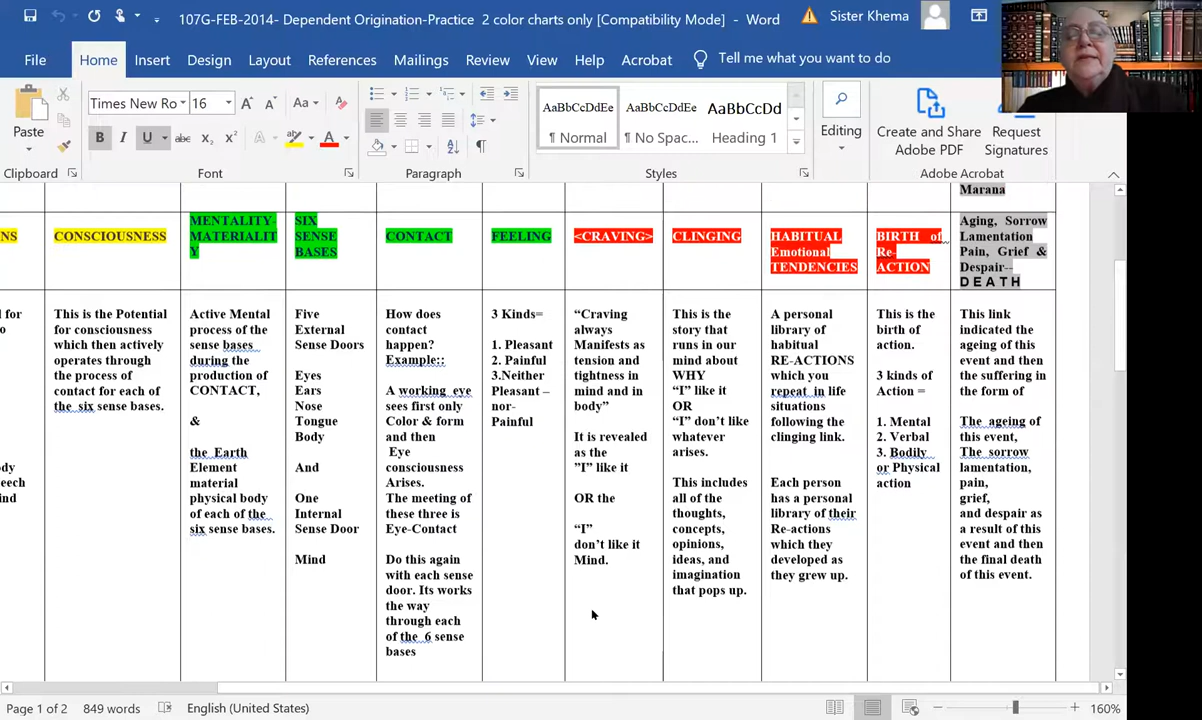 107G-FEB-2014- Dependent Origination-Practice 2 color charts only [Compatibility Mode] - Word
Sister Khema
File Home Insert Design Layout References Mailings Review View Help Acrobat Tell me what you want to do
Times New Ro 16
Paste
AaBbCcDdEe AaBbCcDdEe AaBbCcDd
¶ Normal ¶ No Spac... Heading 1
Editing
Create and Share
Adobe PDF
Request
Signatures
Clipboard Font Paragraph Styles Adobe Acrobat
Marana
NS
CONSCIOUSNESS
MENTALITY-
MATERIALIT
Y
SIX
SENSE
BASES
CONTACT
FEELING
<CRAVING>
CLINGING
HABITUAL
Emotional
TENDENCIES
BIRTH of
Re-
ACTION
Aging, Sorrow
Lamentation
Pain, Grief &
Despair--
D E A T H
l for
o
ody
eech
ind
This is the Potential
for consciousness
which then actively
operates through
the process of
contact for each of
the six sense bases.
Active Mental
process of the
sense bases
during the
production of
CONTACT,
&
the Earth
Element
material
physical body
of each of the
six sense bases.
Five
External
Sense Doors
Eyes
Ears
Nose
Tongue
Body
And
One
Internal
Sense Door
Mind
How does
contact
happen?
Example::
A working eye
sees first only
Color & form
and then
Eye
consciousness
Arises.
The meeting of
these three is
Eye-Contact
Do this again
with each sense
door. Its works
the way
through each
of the 6 sense
bases
3 Kinds=
1. Pleasant
2. Painful
3.Neither
Pleasant –
nor-
Painful
“Craving
always
Manifests as
tension and
tightness in
mind and in
body”
It is revealed
as the
”I” like it
OR the
“I”
don’t like it
Mind.
This is the
story that
runs in our
mind about
WHY
“I” like it
OR
“I” don’t like
whatever
arises.
This includes
all of the
thoughts,
concepts,
opinions,
ideas, and
imagination
that pops up.
A personal
library of
habitual
RE-ACTIONS
which you
repeat in life
situations
following the
clinging link.
Each person
has a personal
library of their
Re-actions
which they
developed as
they grew up.
This is the
birth of
action.
3 kinds of
Action =
1. Mental
2. Verbal
3. Bodily
or Physical
action
This link
indicated the
ageing of this
event and then
the suffering in
the form of
The ageing of
this event,
The sorrow
lamentation,
pain,
grief,
and despair as
a result of this
event and then
the final death
of this event.
Page 1 of 2 849 words English (United States) 160%